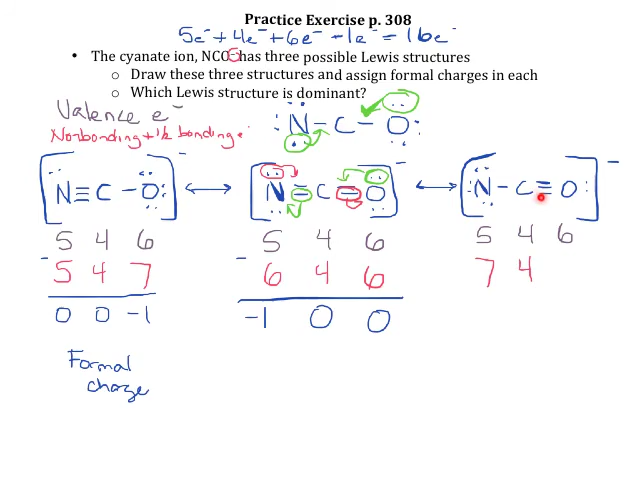 Practice Exercise p. 308
5e⁻ + 4e⁻ + 6e⁻ + 1e⁻ = 16e⁻
• The cyanate ion, NCO⁻ has three possible Lewis structures
o Draw these three structures and assign formal charges in each
o Which Lewis structure is dominant?
Valence e⁻
Nonbonding + ½ bonding e⁻
N – C – O
[N ≡ C – O]⁻ ↔ [N = C = O]⁻ ↔ [N – C ≡ O]⁻
5 4 6 5 4 6 5 4 6
- 5 4 7 - 6 4 6 7 4
0 0 -1 -1 0 0
Formal
charge